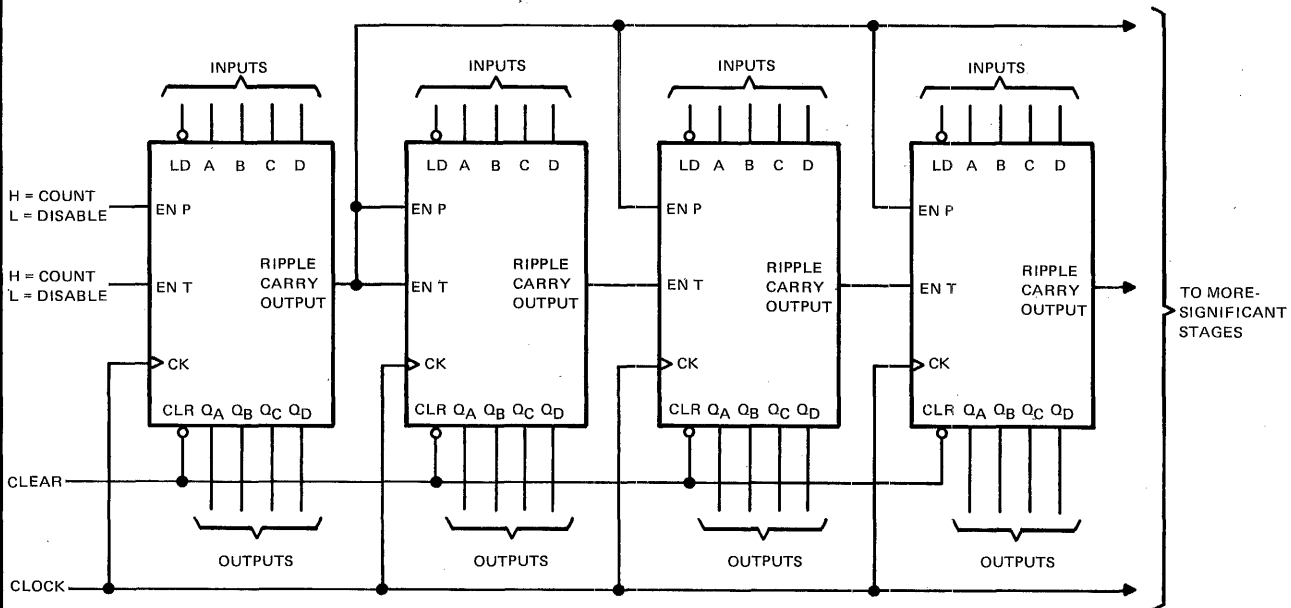 INPUTS
INPUTS
INPUTS
INPUTS
LD A B C D
LD A B C D
LD A B C D
LD A B C D
H = COUNT
L = DISABLE
EN P
EN P
EN P
EN P
H = COUNT
L = DISABLE
EN T
RIPPLE
CARRY
OUTPUT
EN T
RIPPLE
CARRY
OUTPUT
EN T
RIPPLE
CARRY
OUTPUT
EN T
RIPPLE
CARRY
OUTPUT
TO MORE-
SIGNIFICANT
STAGES
CK
CK
CK
CK
CLR QA QB QC QD
CLR QA QB QC QD
CLR QA QB QC QD
CLR QA QB QC QD
CLEAR
OUTPUTS
OUTPUTS
OUTPUTS
OUTPUTS
CLOCK